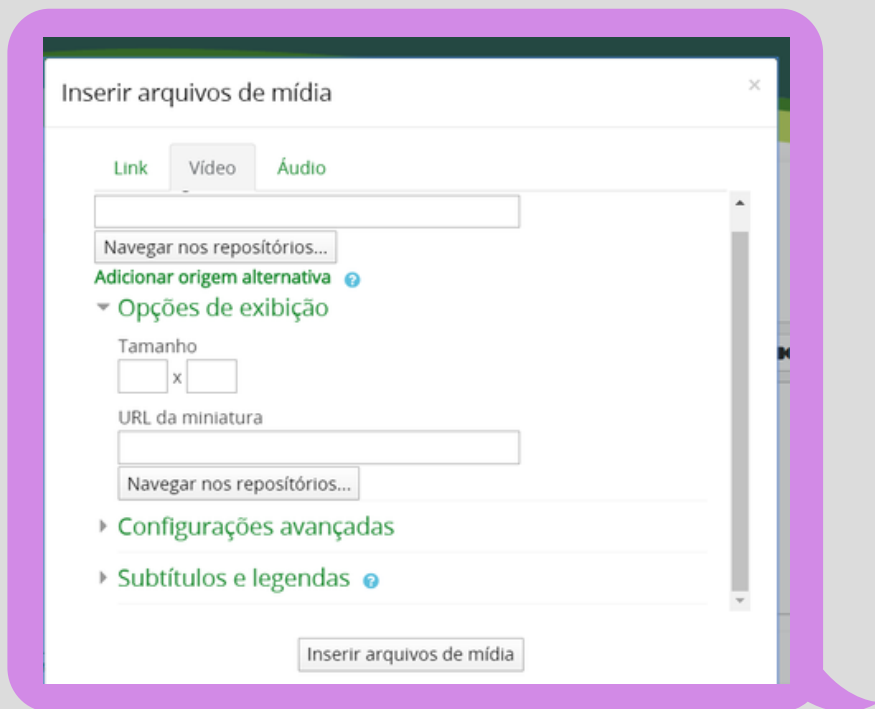 Inserir arquivos de mídia ×
Link Vídeo Áudio
Navegar nos repositórios...
Adicionar origem alternativa ?
Opções de exibição
Tamanho
x
URL da miniatura
Navegar nos repositórios...
Configurações avançadas
Subtítulos e legendas ?
Inserir arquivos de mídia